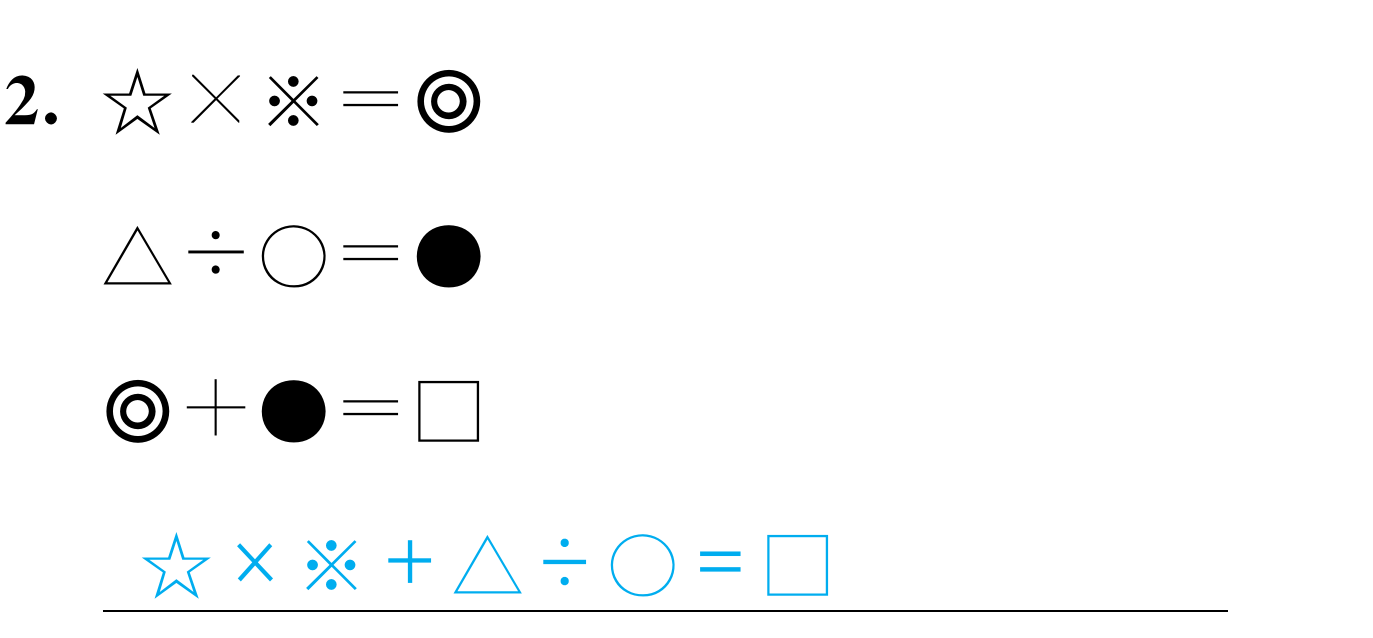 2. ☆ × ※ = ◎
△ ÷ ○ = ●
◎ + ● = □
☆ × ※ + △ ÷ ○ = □